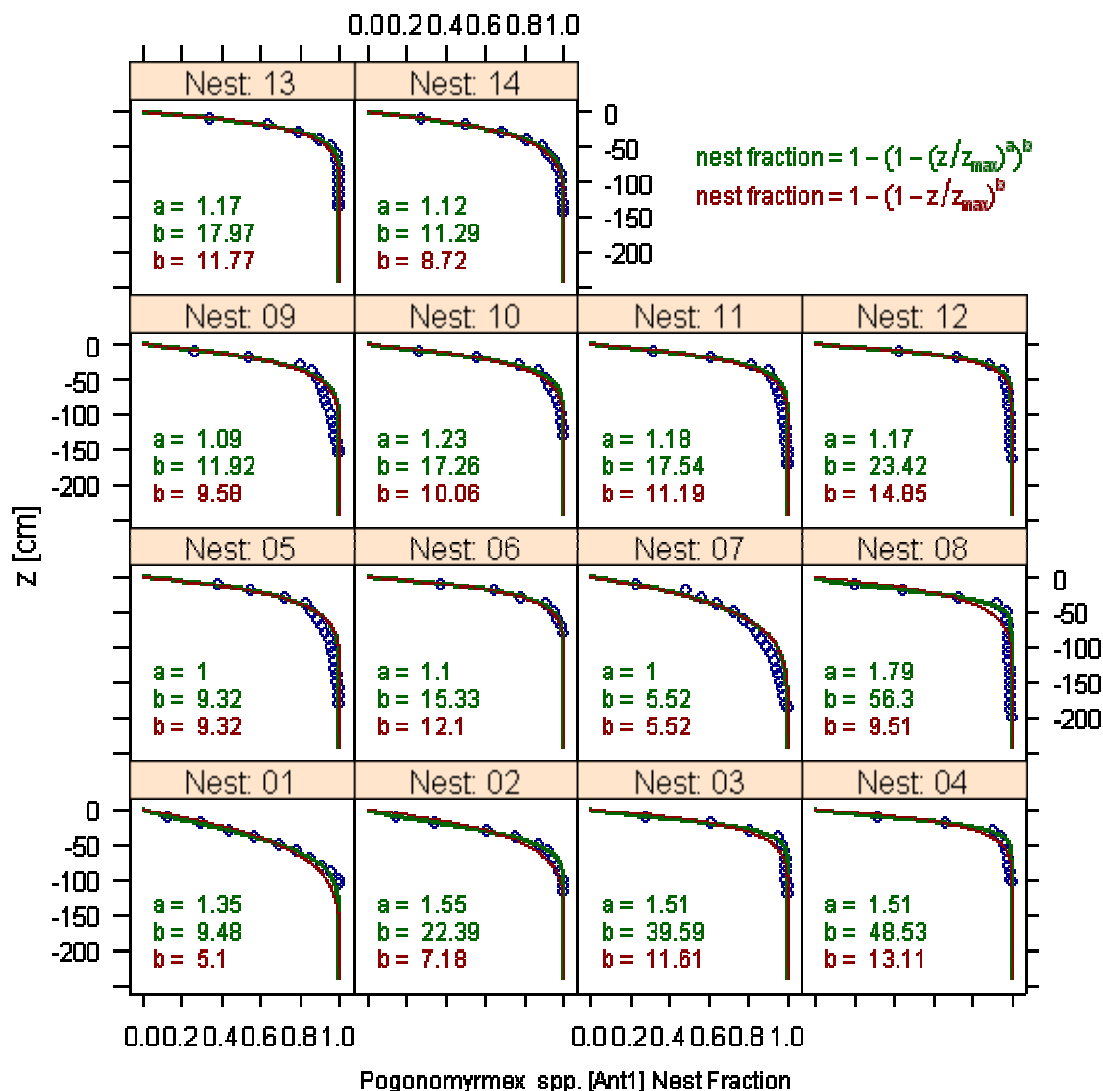 0.00.20.40.60.81.0
Nest: 13 Nest: 14
0
-50
-100
-150
-200
nest fraction = 1 − (1 − (z/z_max)^a)^b
nest fraction = 1 − (1 − z/z_max)^b
a = 1.17
b = 17.97
b = 11.77
a = 1.12
b = 11.29
b = 8.72
Nest: 09 Nest: 10 Nest: 11 Nest: 12
0
-50
-100
-150
-200
a = 1.09
b = 11.92
b = 9.58
a = 1.23
b = 17.26
b = 10.06
a = 1.18
b = 17.54
b = 11.19
a = 1.17
b = 23.42
b = 14.85
z [cm]
Nest: 05 Nest: 06 Nest: 07 Nest: 08
a = 1
b = 9.32
b = 9.32
a = 1.1
b = 15.33
b = 12.1
a = 1
b = 5.52
b = 5.52
a = 1.79
b = 56.3
b = 9.51
0
-50
-100
-150
-200
Nest: 01 Nest: 02 Nest: 03 Nest: 04
0
-50
-100
-150
-200
a = 1.35
b = 9.48
b = 5.1
a = 1.55
b = 22.39
b = 7.18
a = 1.51
b = 39.59
b = 11.61
a = 1.51
b = 48.53
b = 13.11
0.00.20.40.60.81.0 0.00.20.40.60.81.0
Pogonomyrmex spp. [Ant1] Nest Fraction